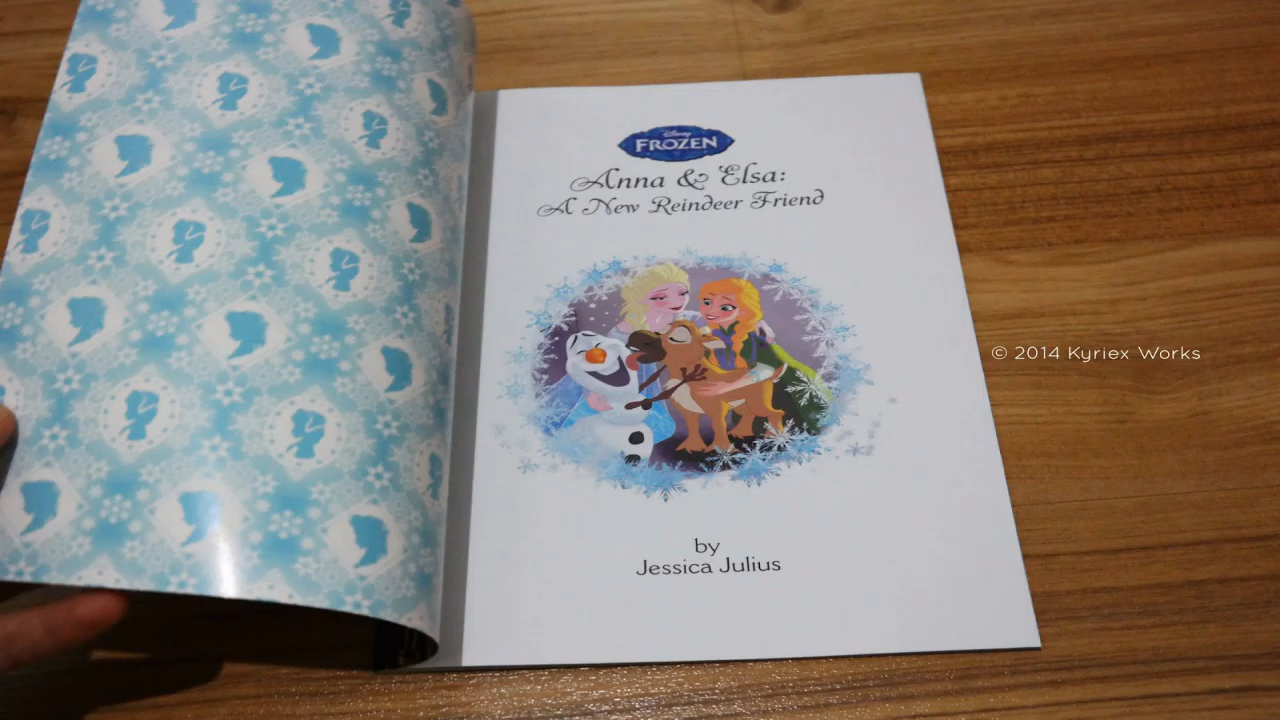 Disney
FROZEN
Anna & Elsa:
A New Reindeer Friend
by
Jessica Julius
© 2014 Kyriex Works